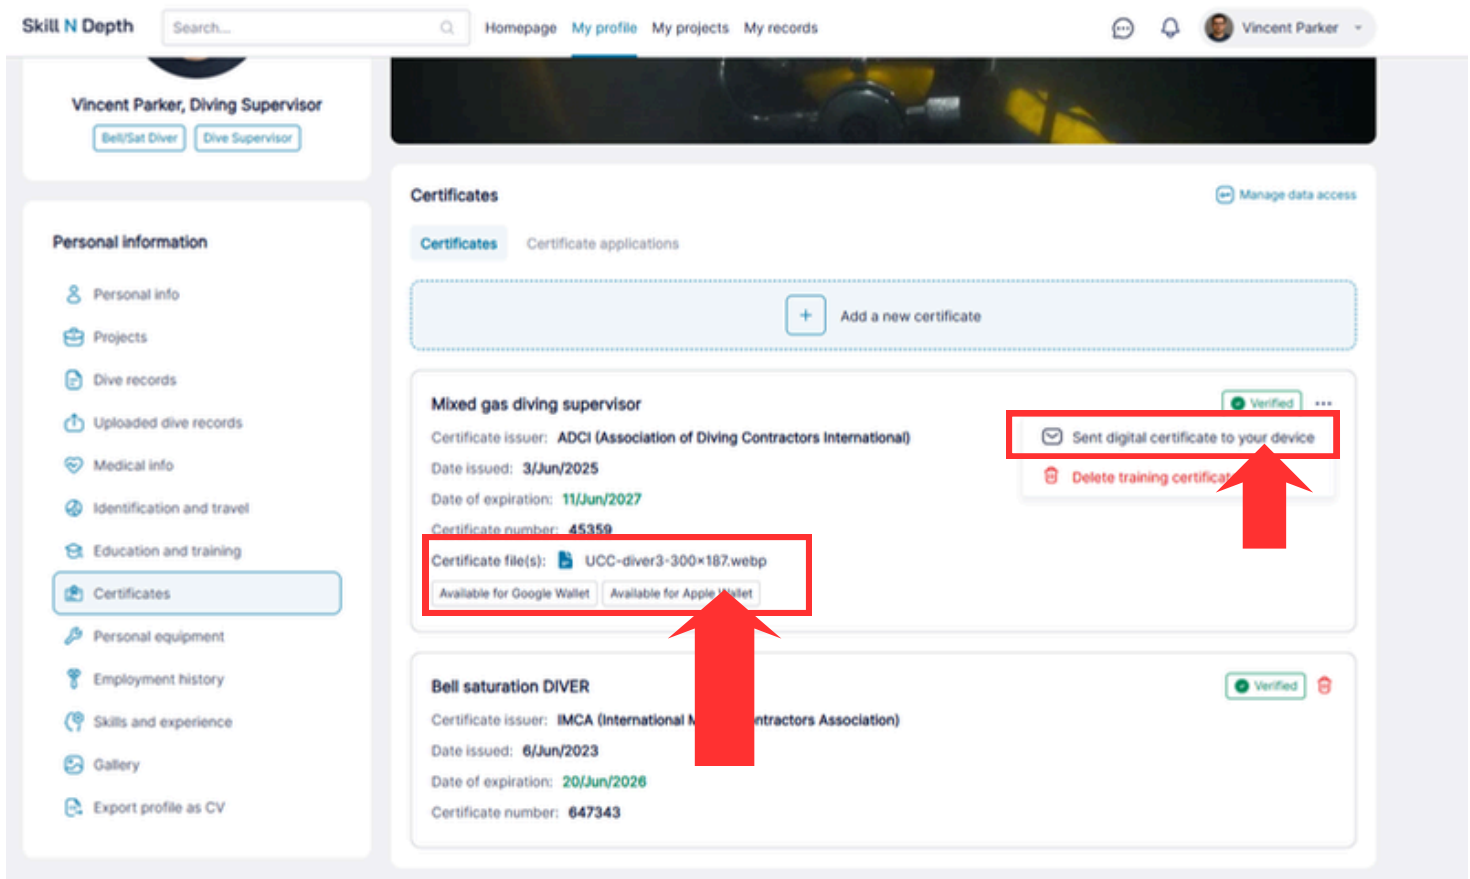 Skill N Depth
Search...
Homepage
My profile
My projects
My records
Vincent Parker
Vincent Parker, Diving Supervisor
Bell/Sat Diver
Dive Supervisor
Personal information
Personal info
Projects
Dive records
Uploaded dive records
Medical info
Identification and travel
Education and training
Certificates
Personal equipment
Employment history
Skills and experience
Gallery
Export profile as CV
Certificates
Manage data access
Certificates
Certificate applications
Add a new certificate
Mixed gas diving supervisor
Verified
Certificate issuer: ADCI (Association of Diving Contractors International)
Sent digital certificate to your device
Date issued: 3/Jun/2025
Delete training
Date of expiration: 11/Jun/2027
Certificate number: 45359
Certificate file(s): UCC-diver3-300×187.webp
Available for Google Wallet
Available for Apple Wallet
Bell saturation DIVER
Verified
Certificate issuer: IMCA (International Contractors Association)
Date issued: 6/Jun/2023
Date of expiration: 20/Jun/2026
Certificate number: 647343